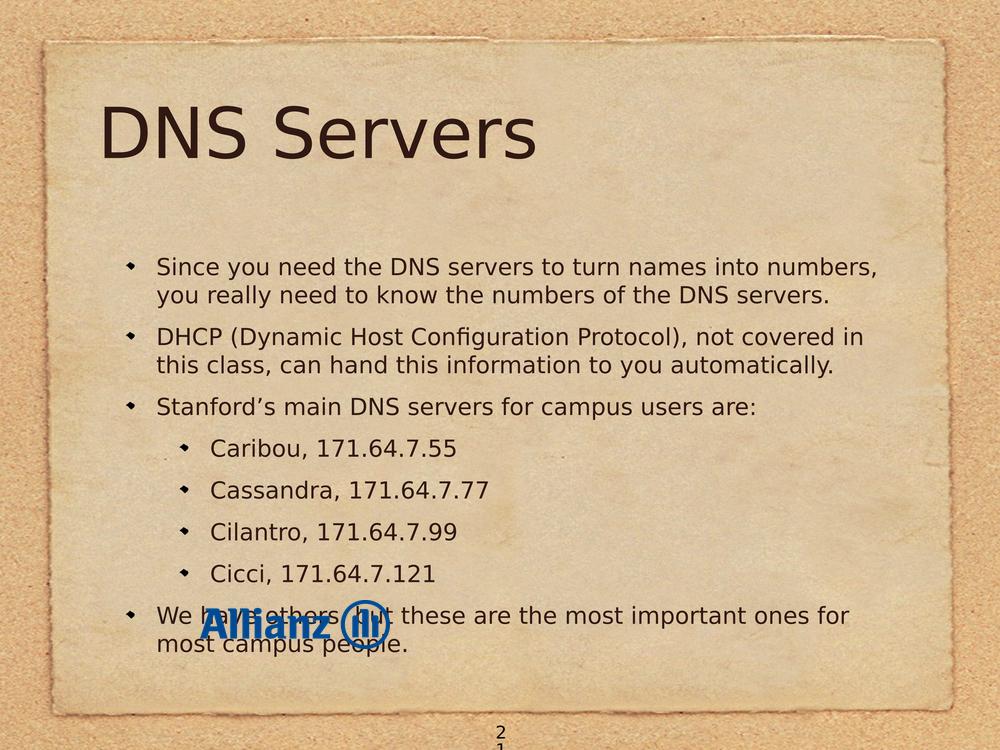 DNS Servers
Since you need the DNS servers to turn names into numbers,
you really need to know the numbers of the DNS servers.
DHCP (Dynamic Host Configuration Protocol), not covered in
this class, can hand this information to you automatically.
Stanford’s main DNS servers for campus users are:
Caribou, 171.64.7.55
Cassandra, 171.64.7.77
Cilantro, 171.64.7.99
Cicci, 171.64.7.121
We have others, but these are the most important ones for
Allianz
most campus people.
2
1